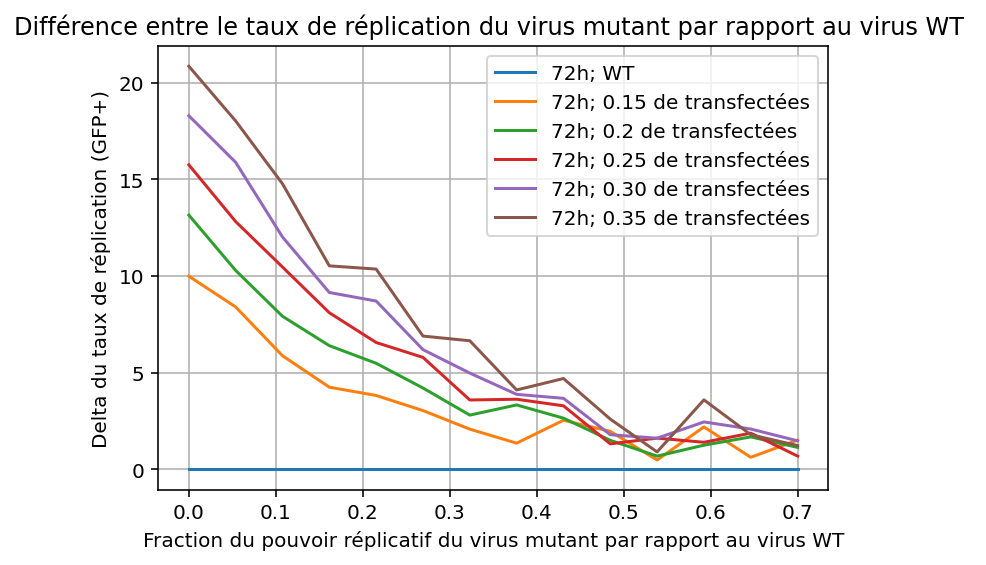 Différence entre le taux de réplication du virus mutant par rapport au virus WT
72h; WT
72h; 0.15 de transfectées
72h; 0.2 de transfectées
72h; 0.25 de transfectées
72h; 0.30 de transfectées
72h; 0.35 de transfectées
Delta du taux de réplication (GFP+)
20
15
10
5
0
0.0 0.1 0.2 0.3 0.4 0.5 0.6 0.7
Fraction du pouvoir réplicatif du virus mutant par rapport au virus WT